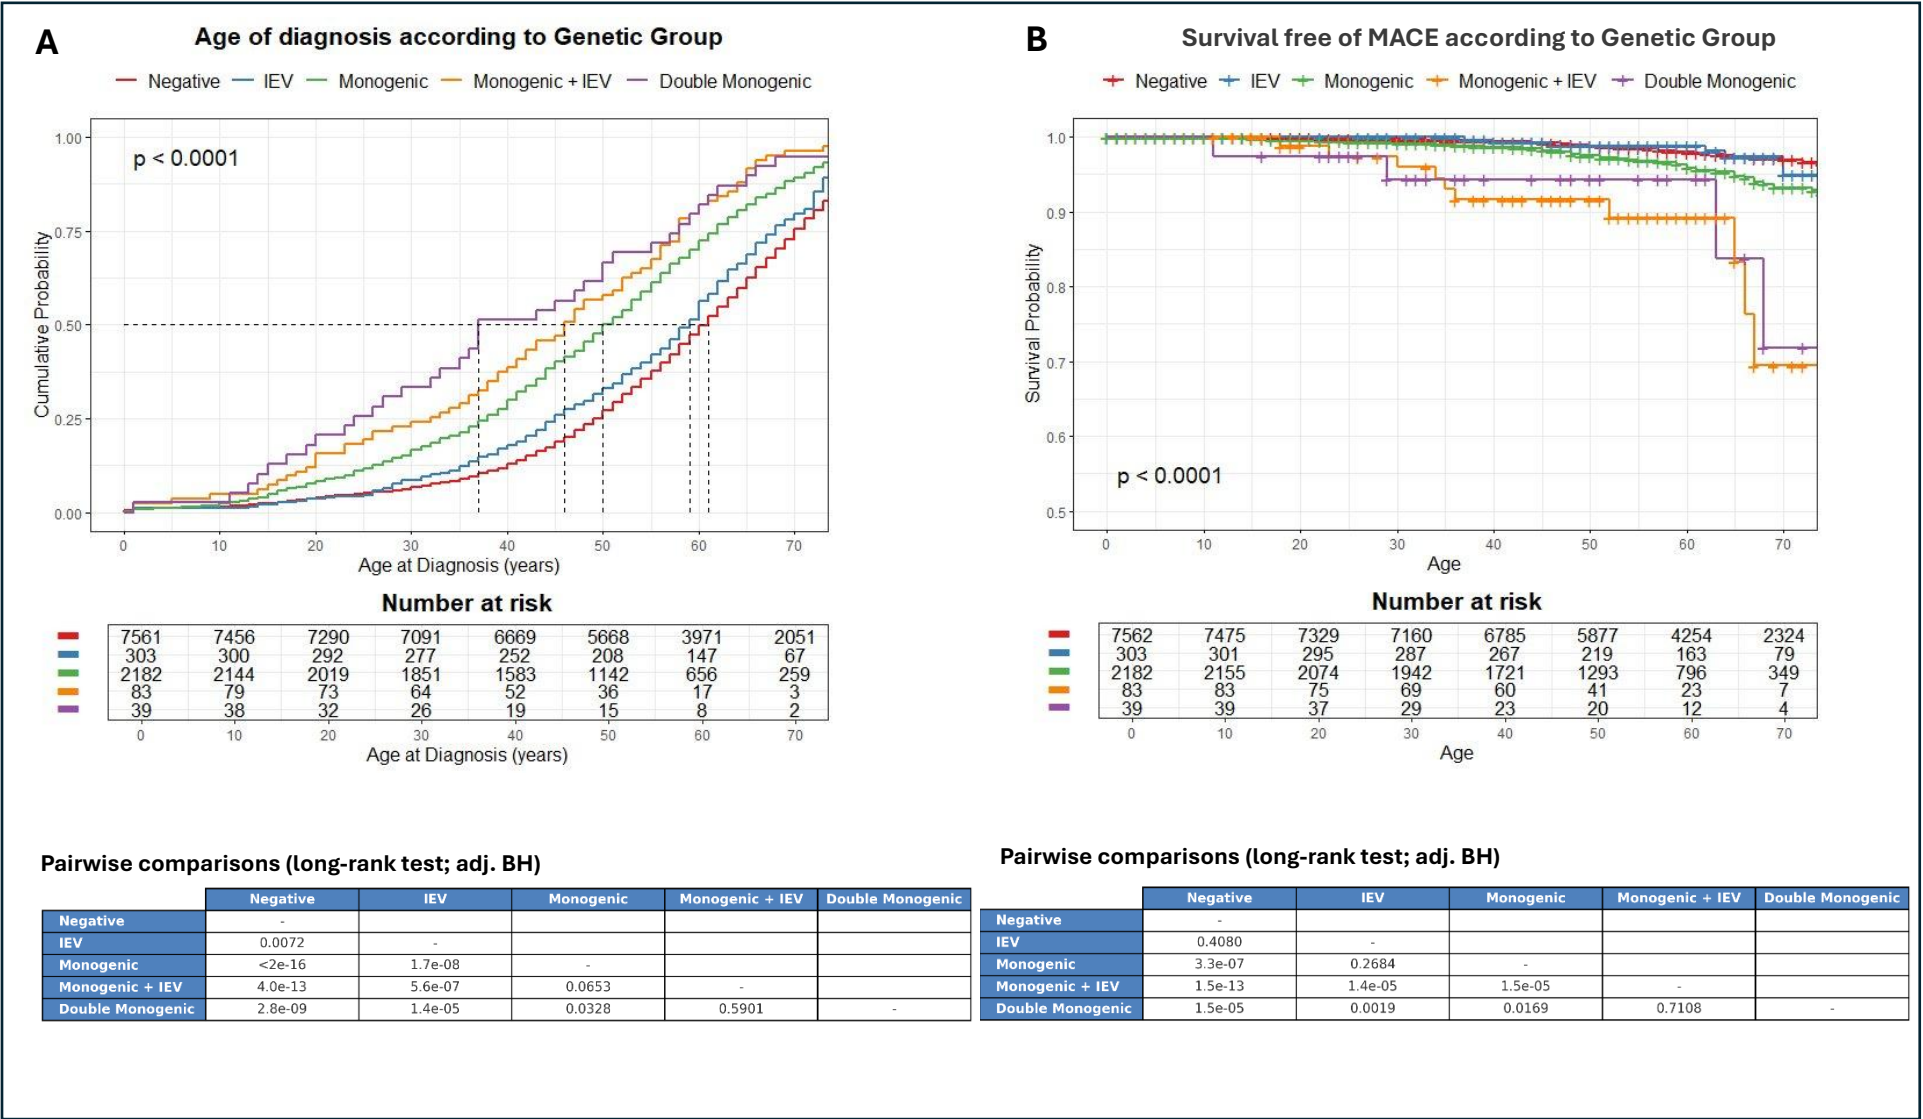 A
Age of diagnosis according to Genetic Group
Negative IEV Monogenic Monogenic + IEV Double Monogenic
p < 0.0001
Cumulative Probability
1.00
0.75
0.50
0.25
0.00
0 10 20 30 40 50 60 70
Age at Diagnosis (years)
Number at risk
7561 7456 7290 7091 6669 5668 3971 2051
303 300 292 277 252 208 147 67
2182 2144 2019 1851 1583 1142 656 259
83 79 73 64 52 36 17 3
39 38 32 26 19 15 8 2
0 10 20 30 40 50 60 70
Age at Diagnosis (years)
Pairwise comparisons (long-rank test; adj. BH)
Negative IEV Monogenic Monogenic + IEV Double Monogenic
Negative -
IEV 0.0072 -
Monogenic <2e-16 1.7e-08 -
Monogenic + IEV 4.0e-13 5.6e-07 0.0653 -
Double Monogenic 2.8e-09 1.4e-05 0.0328 0.5901 -
B
Survival free of MACE according to Genetic Group
Negative IEV Monogenic Monogenic + IEV Double Monogenic
Survival Probability
1.0
0.9
0.8
0.7
0.6
0.5
p < 0.0001
0 10 20 30 40 50 60 70
Age
Number at risk
7562 7475 7329 7160 6785 5877 4254 2324
303 301 295 287 267 219 163 79
2182 2155 2074 1942 1721 1293 796 349
83 83 75 69 60 41 23 7
39 39 37 29 23 20 12 4
0 10 20 30 40 50 60 70
Age
Pairwise comparisons (long-rank test; adj. BH)
Negative IEV Monogenic Monogenic + IEV Double Monogenic
Negative -
IEV 0.4080 -
Monogenic 3.3e-07 0.2684 -
Monogenic + IEV 1.5e-13 1.4e-05 1.5e-05 -
Double Monogenic 1.5e-05 0.0019 0.0169 0.7108 -